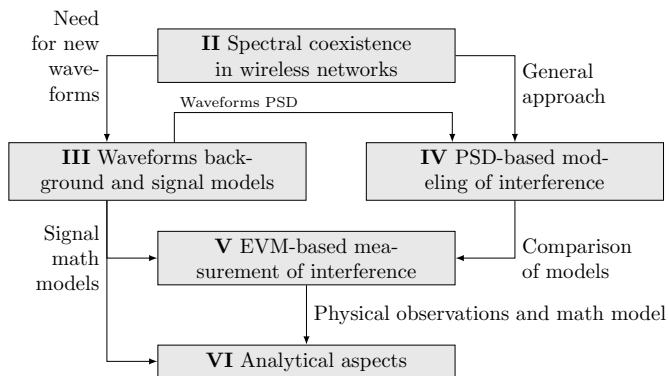 Need
for new
wave-
forms
II Spectral coexistence
in wireless networks
General
approach
Waveforms PSD
III Waveforms back-
ground and signal models
IV PSD-based mod-
eling of interference
Signal
math
models
V EVM-based mea-
surement of interference
Comparison
of models
Physical observations and math model
VI Analytical aspects